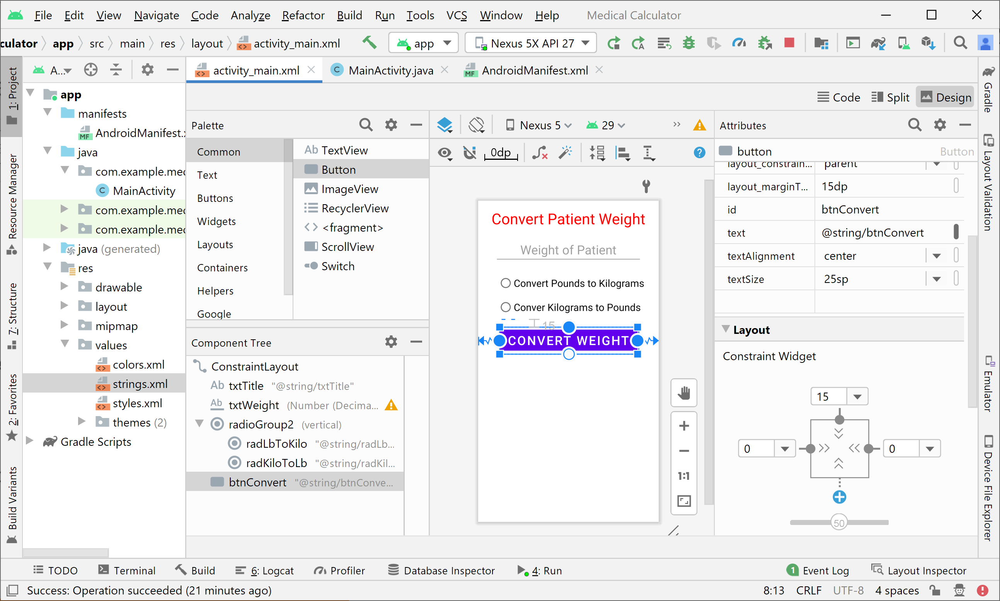 File Edit View Navigate Code Analyze Refactor Build Run Tools VCS Window Help Medical Calculator
culator app src main res layout activity_main.xml app Nexus 5X API 27
1: Project
Resource Manager
7: Structure
2: Favorites
Build Variants
A...
app
manifests
AndroidManifest.
java
com.example.med
MainActivity
com.example.med
com.example.med
java (generated)
res
drawable
layout
mipmap
values
colors.xml
strings.xml
styles.xml
themes (2)
Gradle Scripts
activity_main.xml MainActivity.java AndroidManifest.xml
Code Split Design
Palette
Common
Text
Buttons
Widgets
Layouts
Containers
Helpers
Google
Ab TextView
Button
ImageView
RecyclerView
<fragment>
ScrollView
Switch
Component Tree
ConstraintLayout
Ab txtTitle "@string/txtTitle"
Ab txtWeight (Number (Decima...
radioGroup2 (vertical)
radLbToKilo "@string/radLb...
radKiloToLb "@string/radKil...
btnConvert "@string/btnConve...
Nexus 5 29
0dp
Convert Patient Weight
Weight of Patient
Convert Pounds to Kilograms
Conver Kilograms to Pounds
15
CONVERT WEIGHT
1:1
Attributes
button Button
layout_constrain... parent
layout_marginT... 15dp
id btnConvert
text @string/btnConvert
textAlignment center
textSize 25sp
Layout
Constraint Widget
15
0 0
50
Gradle
Layout Validation
Emulator
Device File Explorer
TODO Terminal Build 6: Logcat Profiler Database Inspector 4: Run 1 Event Log Layout Inspector
Success: Operation succeeded (21 minutes ago) 8:13 CRLF UTF-8 4 spaces